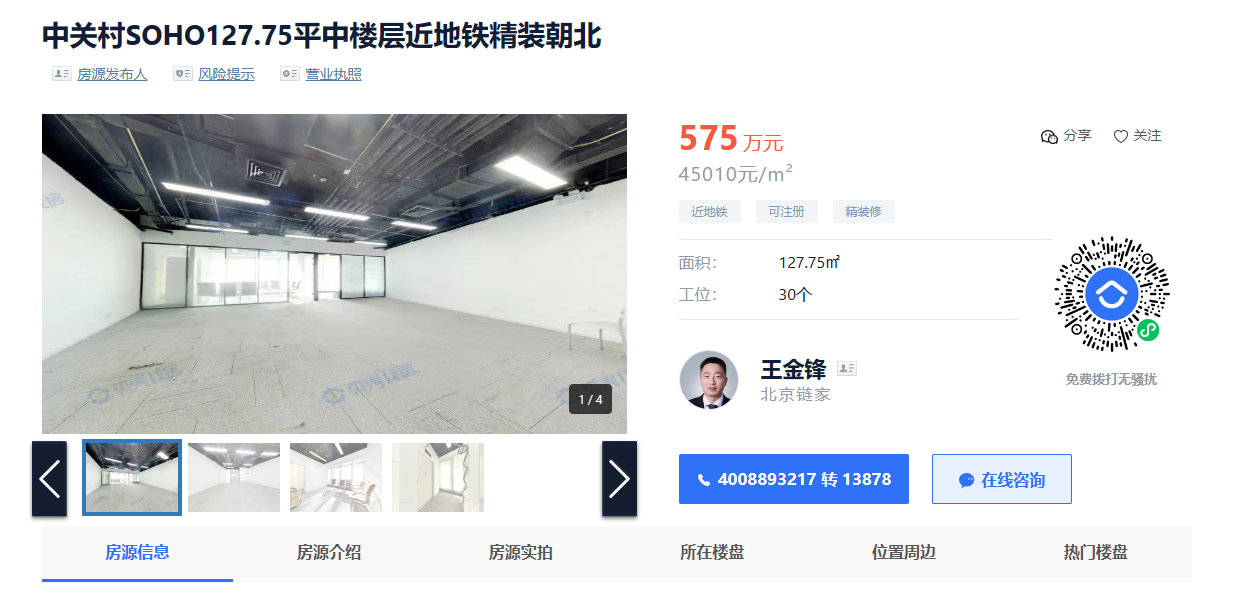 中关村SOHO127.75平中楼层近地铁精装朝北
房源发布人 风险提示 营业执照
575 万元
分享 关注
45010元/m²
近地铁 可注册 精装修
面积： 127.75㎡
工位： 30个
王金锋
北京链家
免费拨打无骚扰
1 / 4
4008893217 转 13878
在线咨询
房源信息 房源介绍 房源实拍 所在楼盘 位置周边 热门楼盘